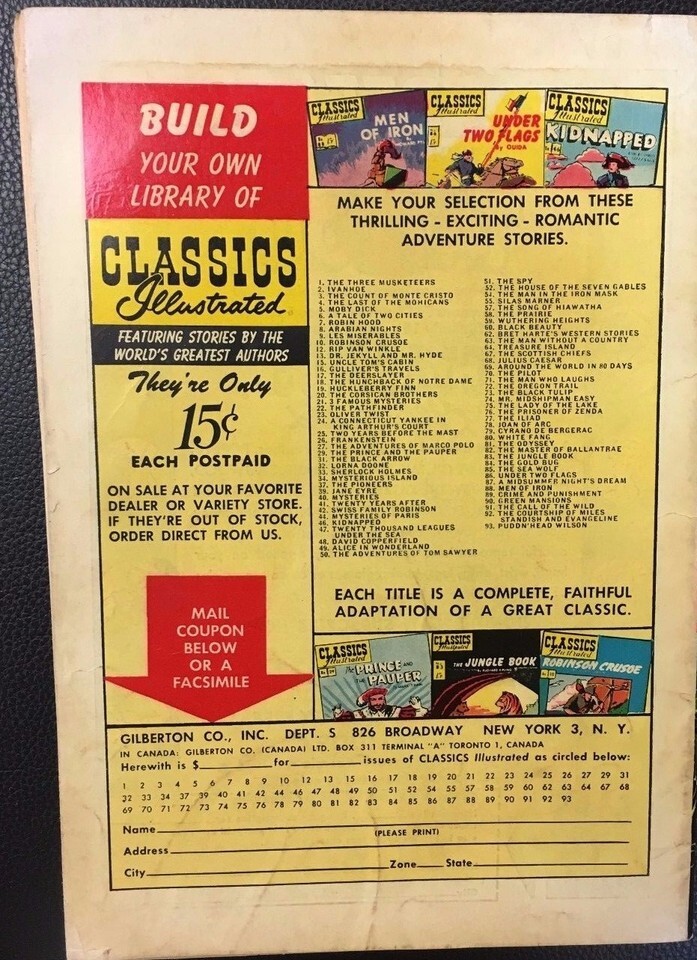 BUILD
YOUR OWN
LIBRARY OF
CLASSICS
Illustrated
FEATURING STORIES BY THE
WORLD'S GREATEST AUTHORS
They're Only
15¢
EACH POSTPAID
ON SALE AT YOUR FAVORITE
DEALER OR VARIETY STORE.
IF THEY'RE OUT OF STOCK,
ORDER DIRECT FROM US.
MAIL
COUPON
BELOW
OR A
FACSIMILE
CLASSICS
Illustrated
MEN
OF IRON
CLASSICS
Illustrated
UNDER
TWO FLAGS
by OUIDA
CLASSICS
Illustrated
KIDNAPPED
MAKE YOUR SELECTION FROM THESE
THRILLING - EXCITING - ROMANTIC
ADVENTURE STORIES.
1. THE THREE MUSKETEERS
2. IVANHOE
3. THE COUNT OF MONTE CRISTO
4. THE LAST OF THE MOHICANS
5. MOBY DICK
6. A TALE OF TWO CITIES
7. ROBIN HOOD
8. ARABIAN NIGHTS
9. LES MISERABLES
10. ROBINSON CRUSOE
12. RIP VAN WINKLE
13. DR. JEKYLL AND MR. HYDE
15. UNCLE TOM'S CABIN
16. GULLIVER'S TRAVELS
17. THE DEERSLAYER
18. THE HUNCHBACK OF NOTRE DAME
19. HUCKLEBERRY FINN
20. THE CORSICAN BROTHERS
21. 3 FAMOUS MYSTERIES
22. THE PATHFINDER
23. OLIVER TWIST
24. A CONNECTICUT YANKEE IN
KING ARTHUR'S COURT
25. TWO YEARS BEFORE THE MAST
26. FRANKENSTEIN
27. THE ADVENTURES OF MARCO POLO
29. THE PRINCE AND THE PAUPER
31. THE BLACK ARROW
32. LORNA DOONE
33. SHERLOCK HOLMES
34. MYSTERIOUS ISLAND
37. THE PIONEERS
39. JANE EYRE
40. MYSTERIES
41. TWENTY YEARS AFTER
42. SWISS FAMILY ROBINSON
44. MYSTERIES OF PARIS
46. KIDNAPPED
47. TWENTY THOUSAND LEAGUES
UNDER THE SEA
48. DAVID COPPERFIELD
49. ALICE IN WONDERLAND
50. THE ADVENTURES OF TOM SAWYER
51. THE SPY
52. THE HOUSE OF THE SEVEN GABLES
54. THE MAN IN THE IRON MASK
55. SILAS MARNER
57. THE SONG OF HIAWATHA
58. THE PRAIRIE
59. WUTHERING HEIGHTS
60. BLACK BEAUTY
62. BRET HARTE'S WESTERN STORIES
63. THE MAN WITHOUT A COUNTRY
64. TREASURE ISLAND
67. THE SCOTTISH CHIEFS
68. JULIUS CAESAR
69. AROUND THE WORLD IN 80 DAYS
70. THE PILOT
71. THE MAN WHO LAUGHS
72. THE OREGON TRAIL
73. THE BLACK TULIP
74. MR. MIDSHIPMAN EASY
75. THE LADY OF THE LAKE
76. THE PRISONER OF ZENDA
77. THE ILIAD
78. JOAN OF ARC
79. CYRANO DE BERGERAC
80. WHITE FANG
81. THE ODYSSEY
82. THE MASTER OF BALLANTRAE
83. THE JUNGLE BOOK
84. THE GOLD BUG
85. THE SEA WOLF
86. UNDER TWO FLAGS
87. A MIDSUMMER NIGHT'S DREAM
88. MEN OF IRON
89. CRIME AND PUNISHMENT
90. GREEN MANSIONS
91. THE CALL OF THE WILD
92. THE COURTSHIP OF MILES
STANDISH AND EVANGELINE
93. PUDDN'HEAD WILSON
EACH TITLE IS A COMPLETE, FAITHFUL
ADAPTATION OF A GREAT CLASSIC.
CLASSICS
Illustrated
The PRINCE AND
The PAUPER
CLASSICS
Illustrated
THE JUNGLE BOOK
CLASSICS
Illustrated
ROBINSON CRUSOE
GILBERTON CO., INC. DEPT. S 826 BROADWAY NEW YORK 3, N. Y.
IN CANADA: GILBERTON CO. (CANADA) LTD. BOX 311 TERMINAL "A" TORONTO 1, CANADA
Herewith is $ for issues of CLASSICS Illustrated as circled below:
1 2 3 4 5 6 7 8 9 10 12 13 15 16 17 18 19 20 21 22 23 24 25 26 27 29 31
32 33 34 37 39 40 41 42 44 46 47 48 49 50 51 52 54 55 57 58 59 60 62 63 64 67 68
69 70 71 72 73 74 75 76 77 78 79 80 81 82 83 84 85 86 87 88 89 90 91 92 93
Name
(PLEASE PRINT)
Address
City Zone State